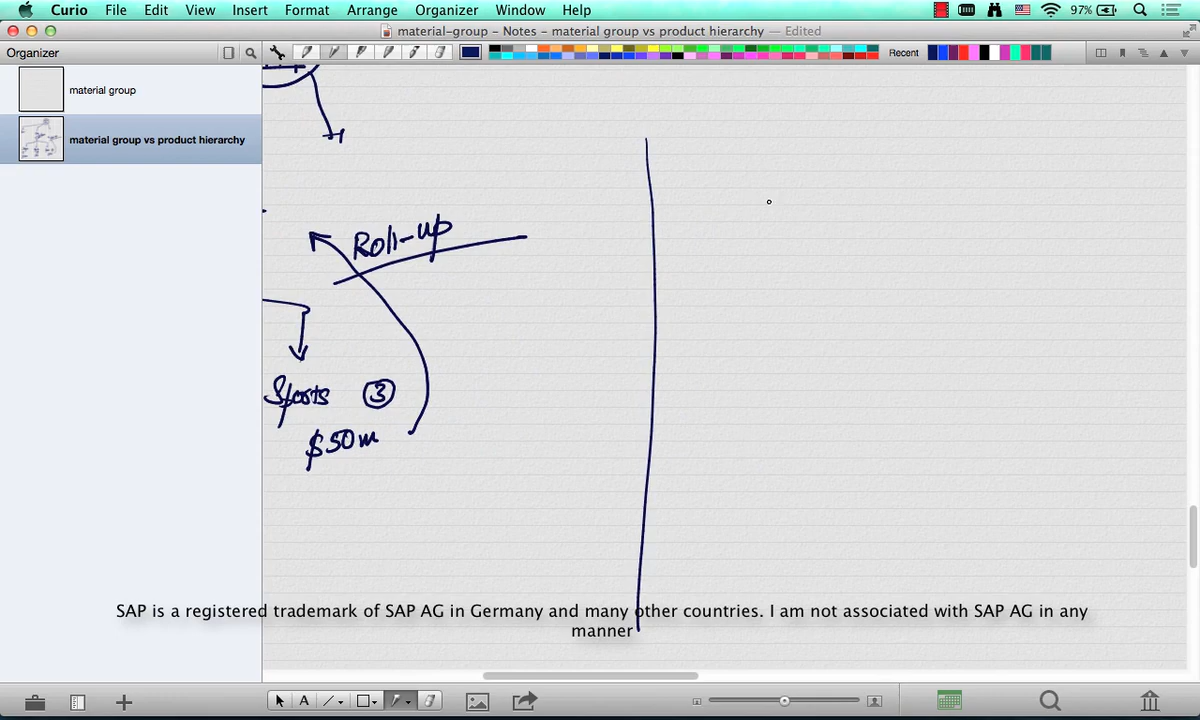 Curio File Edit View Insert Format Arrange Organizer Window Help 97%
material-group – Notes – material group vs product hierarchy — Edited
Organizer Recent
material group
material group vs product hierarchy
Roll-up
Sports 3
$50m
SAP is a registered trademark of SAP AG in Germany and many other countries. I am not associated with SAP AG in any
manner
A